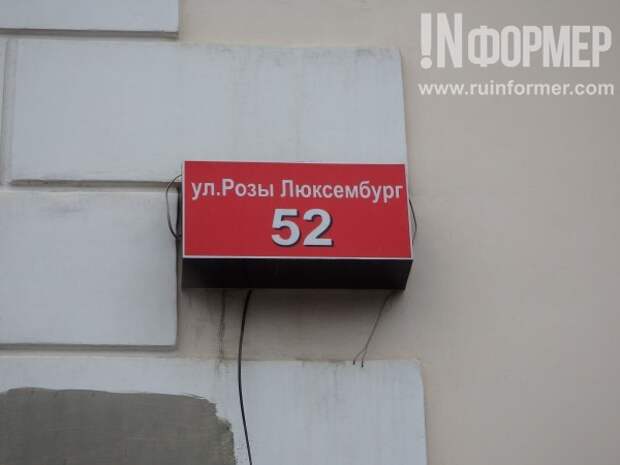 !NФОРМЕР
www.ruinformer.com
ул.Розы Люксембург
52